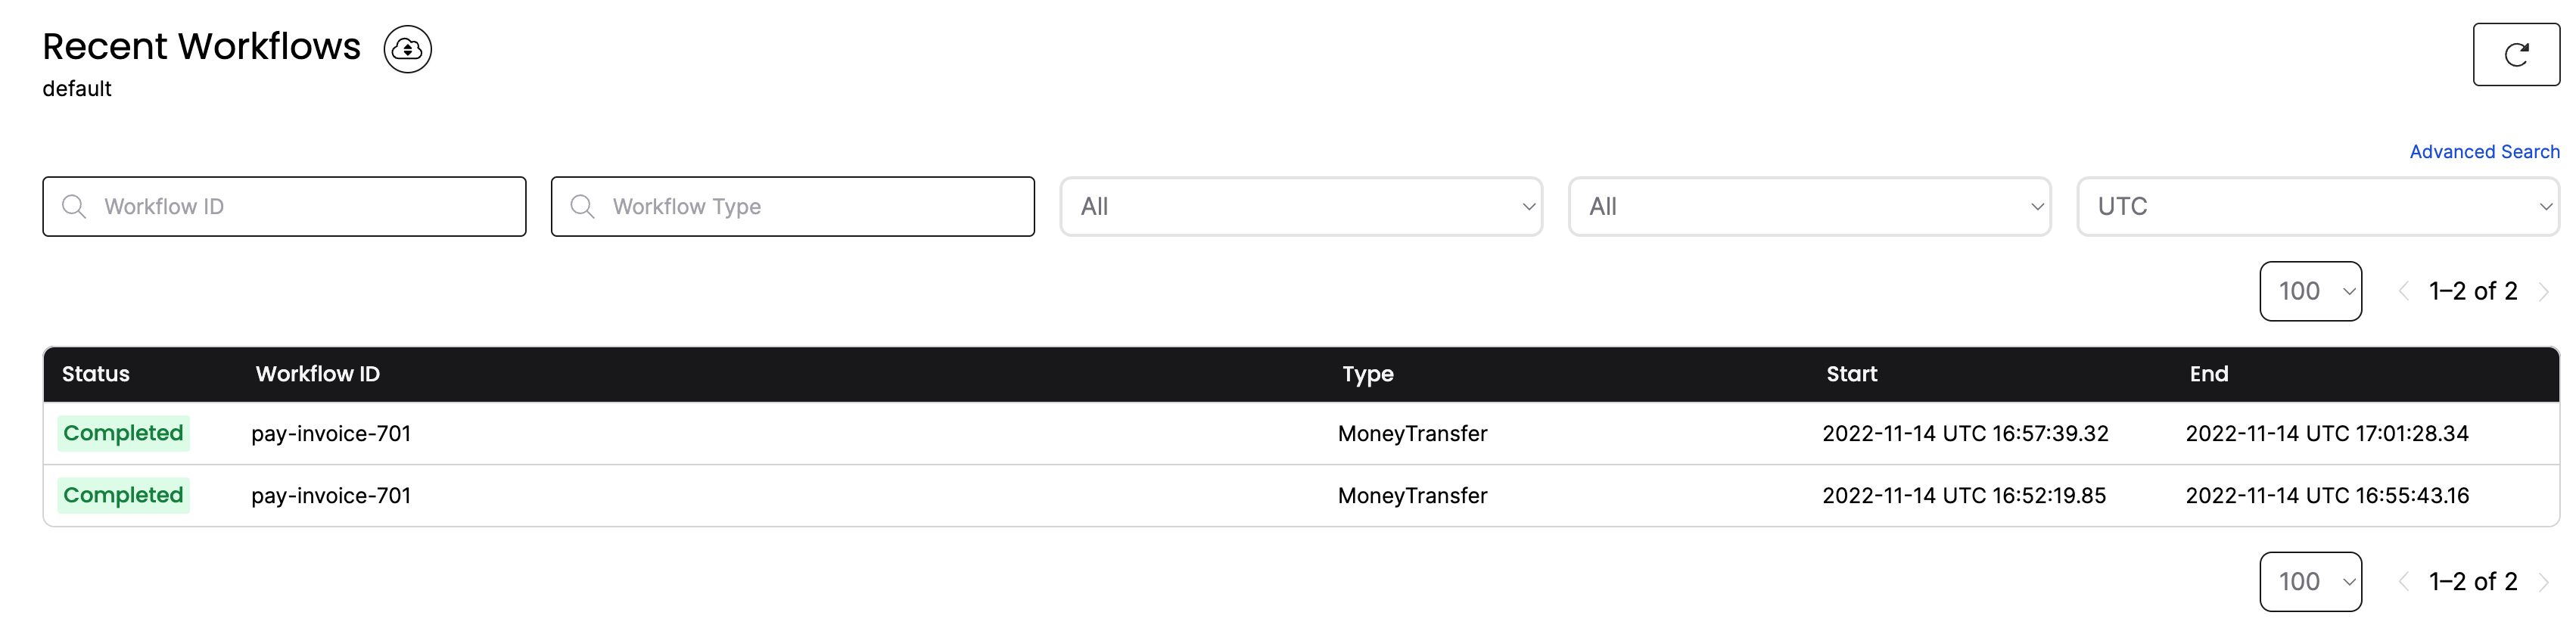 Recent Workflows
default
Advanced Search
Workflow ID Workflow Type All All UTC
100 1–2 of 2
Status Workflow ID Type Start End
Completed pay-invoice-701 MoneyTransfer 2022-11-14 UTC 16:57:39.32 2022-11-14 UTC 17:01:28.34
Completed pay-invoice-701 MoneyTransfer 2022-11-14 UTC 16:52:19.85 2022-11-14 UTC 16:55:43.16
100 1–2 of 2